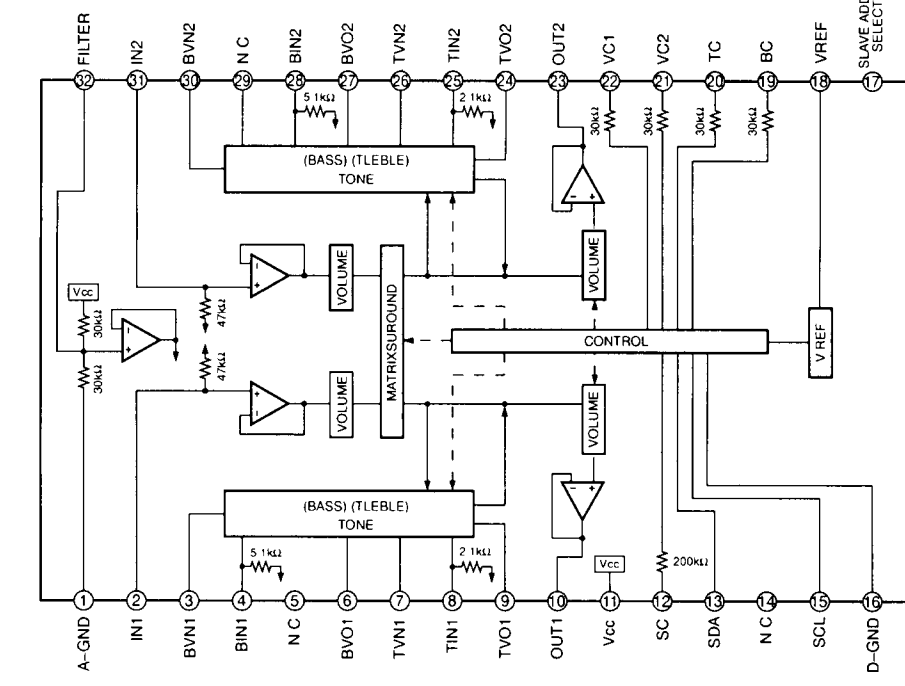 FILTER
IN2
BVN2
N C
BIN2
BVO2
TVN2
TIN2
TVO2
OUT2
VC1
VC2
TC
BC
VREF
SLAVE ADD
SELECT
32
31
30
29
28
27
26
25
24
23
22
21
20
19
18
17
5 1kΩ
2 1kΩ
30kΩ
30kΩ
30kΩ
30kΩ
(BASS) (TLEBLE)
TONE
Vcc
30kΩ
30kΩ
47kΩ
47kΩ
VOLUME
VOLUME
MATRIXSUROUND
VOLUME
VOLUME
CONTROL
V REF
(BASS) (TLEBLE)
TONE
5 1kΩ
2 1kΩ
Vcc
200kΩ
1
2
3
4
5
6
7
8
9
10
11
12
13
14
15
16
A-GND
IN1
BVN1
BIN1
N C
BVO1
TVN1
TIN1
TVO1
OUT1
Vcc
SC
SDA
N C
SCL
D-GND